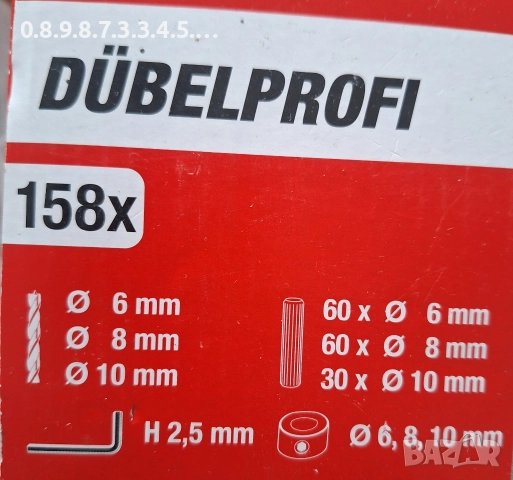 0.8.9.8.7.3.3.4.5....
DÜBELPROFI
158x
Ø 6 mm
Ø 8 mm
Ø 10 mm
H 2,5 mm
60 x Ø 6 mm
60 x Ø 8 mm
30 x Ø 10 mm
Ø 6, 8, 10 mm
BAZAR